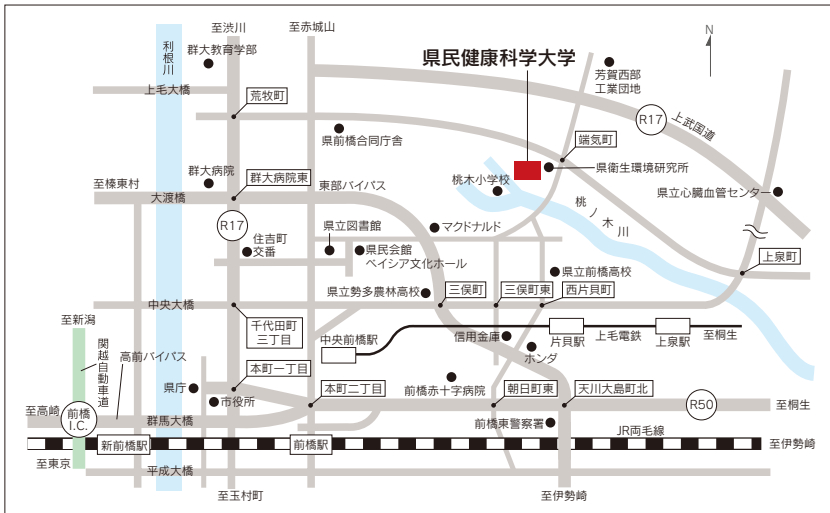 至渋川
至赤城山
利根川
群大教育学部
県民健康科学大学
N
芳賀西部
工業団地
上毛大橋
荒牧町
R17
上武国道
県前橋合同庁舎
端気町
県衛生環境研究所
群大病院
群大病院東
至榛東村
大渡橋
東部バイパス
桃木小学校
県立心臓血管センター
桃ノ木川
R17
住吉町
交番
県立図書館
マクドナルド
県民会館
ベイシア文化ホール
上泉町
県立前橋高校
県立勢多農林高校
三俣町
三俣町東
西片貝町
中央大橋
至新潟
千代田町
三丁目
中央前橋駅
信用金庫
片貝駅
上毛電鉄
上泉駅
至桐生
関越自動車道
高前バイパス
ホンダ
本町一丁目
県庁
市役所
本町二丁目
前橋赤十字病院
朝日町東
天川大島町北
至高崎
前橋
I.C.
群馬大橋
R50
至桐生
前橋東警察署
JR両毛線
新前橋駅
前橋駅
至伊勢崎
至東京
平成大橋
至玉村町
至伊勢崎